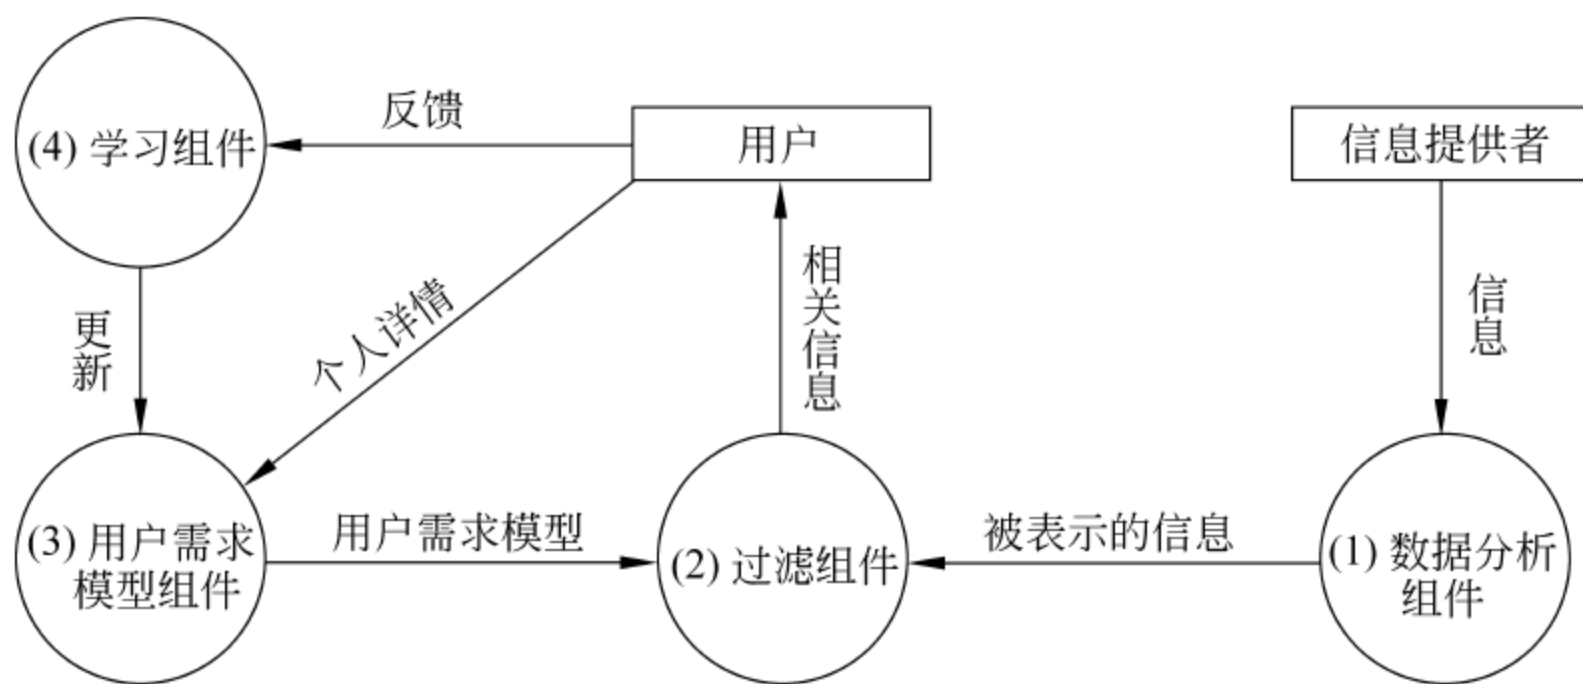 反馈
用户
信息提供者
(4) 学习组件
相关信息
信息
个人详情
更新
用户需求模型
被表示的信息
(3) 用户需求
模型组件
(2) 过滤组件
(1) 数据分析
组件